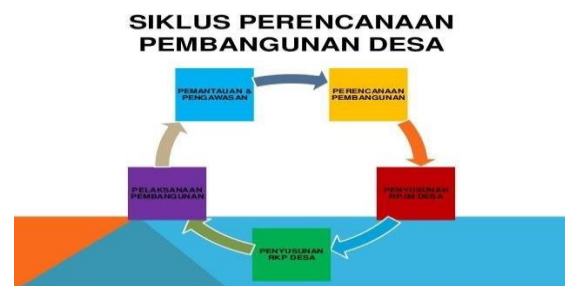 SIKLUS PERENCANAAN
PEMBANGUNAN DESA
PEMANTAUAN &
PENGAWASAN
PERENCANAAN
PEMBANGUNAN
PENYUSUNAN
RPJM DESA
PENYUSUNAN
RKP DESA
PELAKSANAAN
PEMBANGUNAN